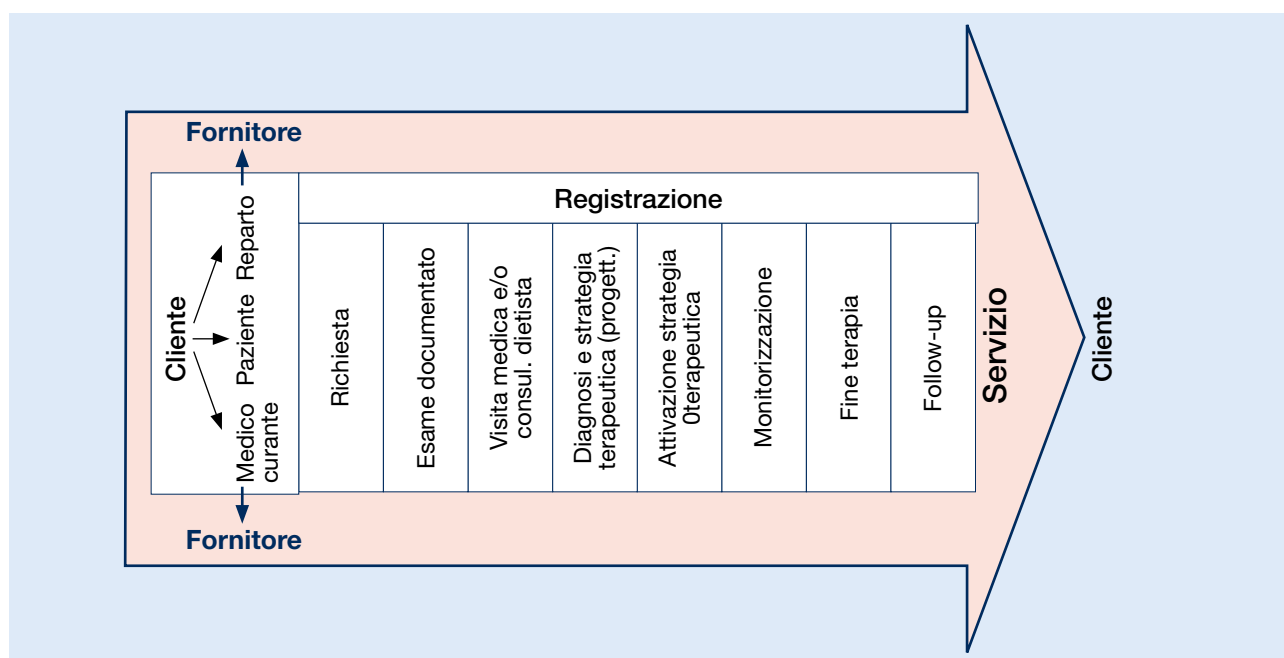 Fornitore
Cliente
Medico
curante
Paziente
Reparto
Fornitore
Registrazione
Richiesta
Esame documentato
Visita medica e/o
consul. dietista
Diagnosi e strategia
terapeutica (progett.)
Attivazione strategia
0terapeutica
Monitorizzazione
Fine terapia
Follow-up
Servizio
Cliente